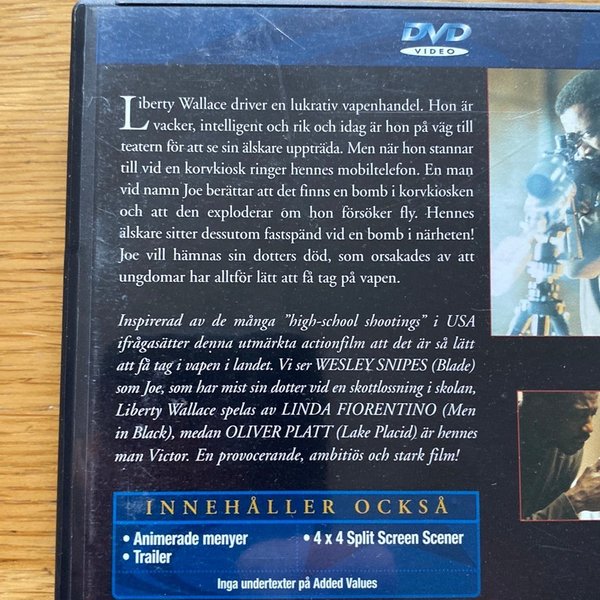 DVD
VIDEO
Liberty Wallace driver en lukrativ vapenhandel. Hon är
vacker, intelligent och rik och idag är hon på väg till
teatern för att se sin älskare uppträda. Men när hon stannar
till vid en korvkiosk ringer hennes mobiltelefon. En man
vid namn Joe berättar att det finns en bomb i korvkiosken
och att den exploderar om hon försöker fly. Hennes
älskare sitter dessutom fastspänd vid en bomb i närheten!
Joe vill hämnas sin dotters död, som orsakades av att
ungdomar har alltför lätt att få tag på vapen.
Inspirerad av de många "high-school shootings" i USA
ifrågasätter denna utmärkta actionfilm att det är så lätt
att få tag i vapen i landet. Vi ser WESLEY SNIPES (Blade)
som Joe, som har mist sin dotter vid en skottlossning i skolan,
Liberty Wallace spelas av LINDA FIORENTINO (Men
in Black), medan OLIVER PLATT (Lake Placid) är hennes
man Victor. En provocerande, ambitiös och stark film!
INNEHÅLLER OCKSÅ
• Animerade menyer
• Trailer
• 4 x 4 Split Screen Scener
Inga undertexter på Added Values